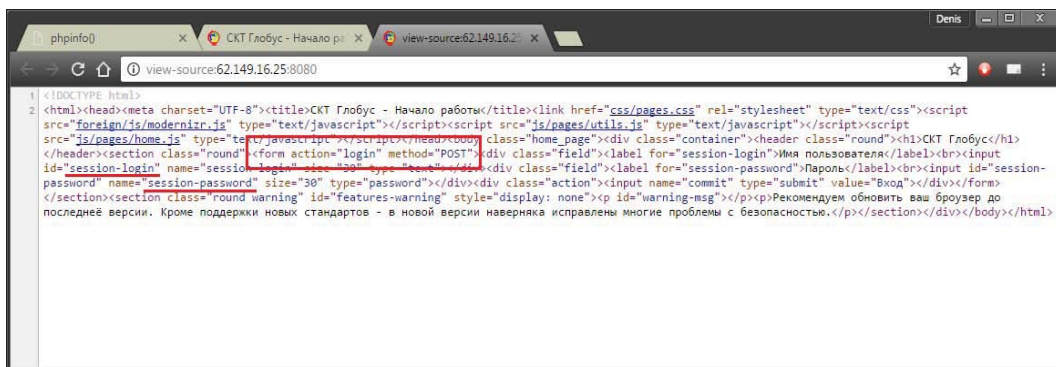 Denis
phpinfo()
СКТ Глобус - Начало ра
view-source:62.149.16.25
view-source:62.149.16.25:8080
1 <!DOCTYPE html>
2 <html><head><meta charset="UTF-8"><title>СКТ Глобус - Начало работы</title><link href="css/pages.css" rel="stylesheet" type="text/css"><script
src="foreign/js/modernizr.js" type="text/javascript"></script><script src="js/pages/utils.js" type="text/javascript"></script><script
src="js/pages/home.js" type="text/javascript"></script></head><body class="home_page"><div class="container"><header class="round"><h1>СКТ Глобус</h1>
</header><section class="round"><form action="login" method="POST"><div class="field"><label for="session-login">Имя пользователя</label><br><input
id="session-login" name="session-login" size="30" type="text"></div><div class="field"><label for="session-password">Пароль</label><br><input id="session-
password" name="session-password" size="30" type="password"></div><div class="action"><input name="commit" type="submit" value="Вход"></div></form>
</section><section class="round warning" id="features-warning" style="display: none"><p id="warning-msg"></p><p>Рекомендуем обновить ваш броузер до
последней версии. Кроме поддержки новых стандартов - в новой версии наверняка исправлены многие проблемы с безопасностью.</p></section></div></body></html>